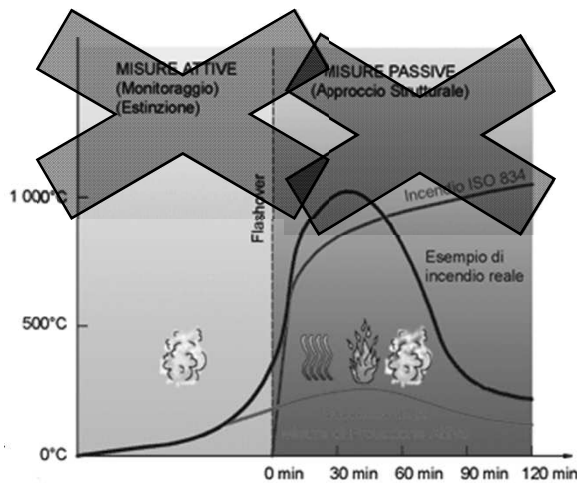 MISURE ATTIVE
(Monitoraggio)
(Estinzione)
MISURE PASSIVE
(Approccio Strutturale)
1 000°C
Incendio ISO 834
Flashover
Esempio di
incendio reale
500°C
0°C
0 min
30 min
60 min
90 min
120 min